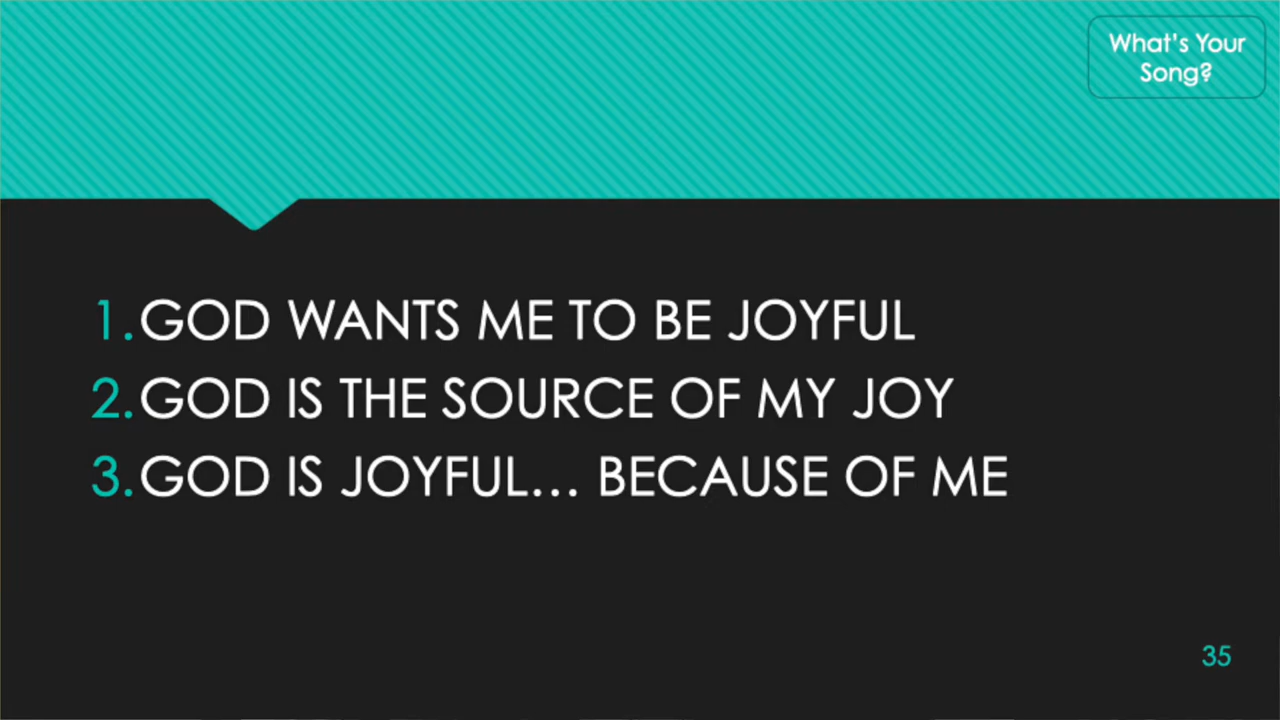 What's Your
Song?
1. GOD WANTS ME TO BE JOYFUL
2. GOD IS THE SOURCE OF MY JOY
3. GOD IS JOYFUL... BECAUSE OF ME
35